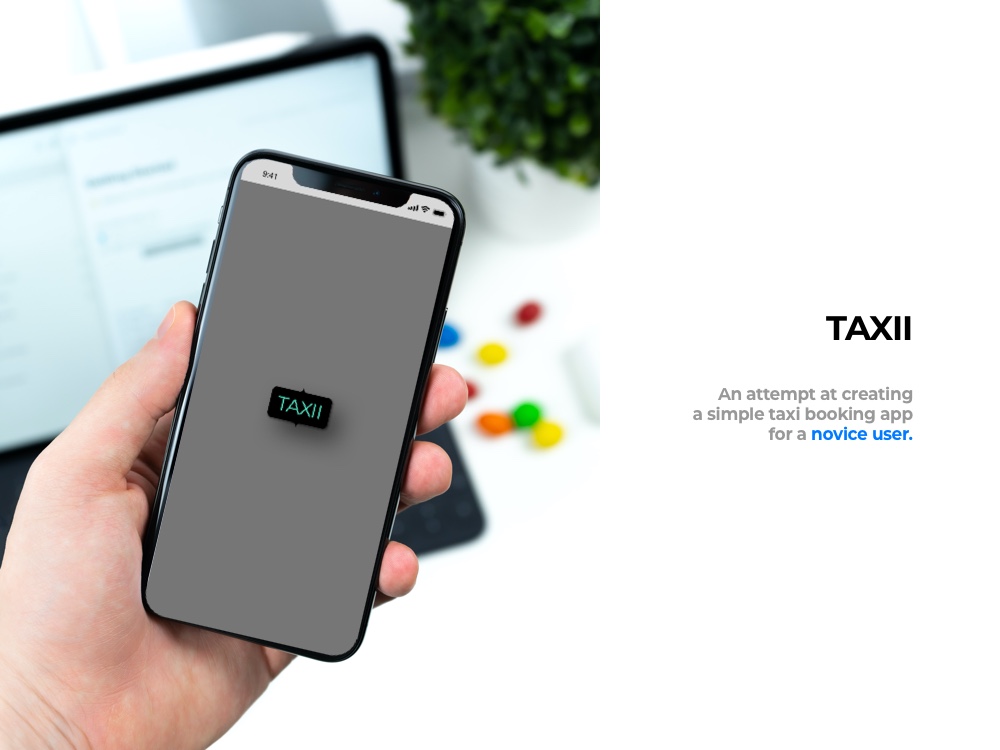 9:41
TAXII
TAXII
An attempt at creating
a simple taxi booking app
for a novice user.